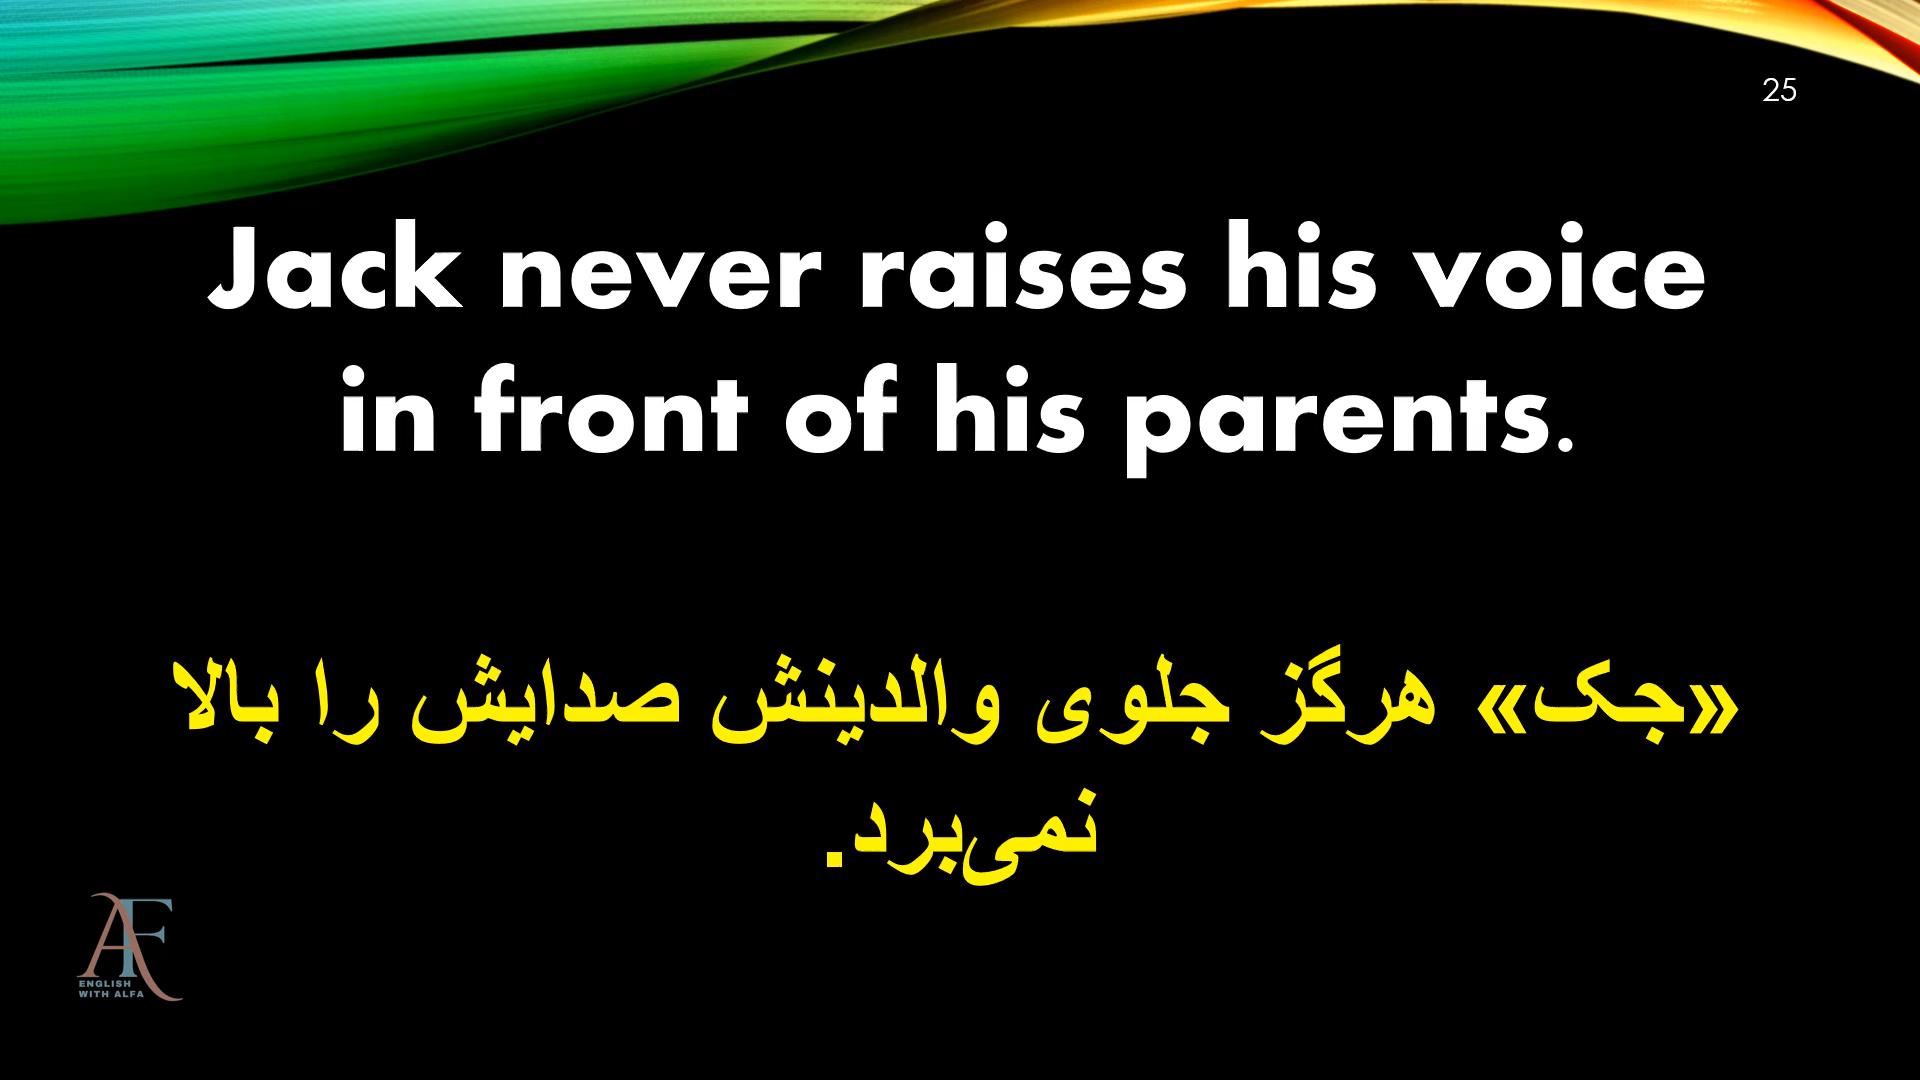 25
Jack never raises his voice
in front of his parents.
«جک» هرگز جلوی والدینش صدایش را بالا
نمی‌برد.
AF
ENGLISH
WITH ALFA